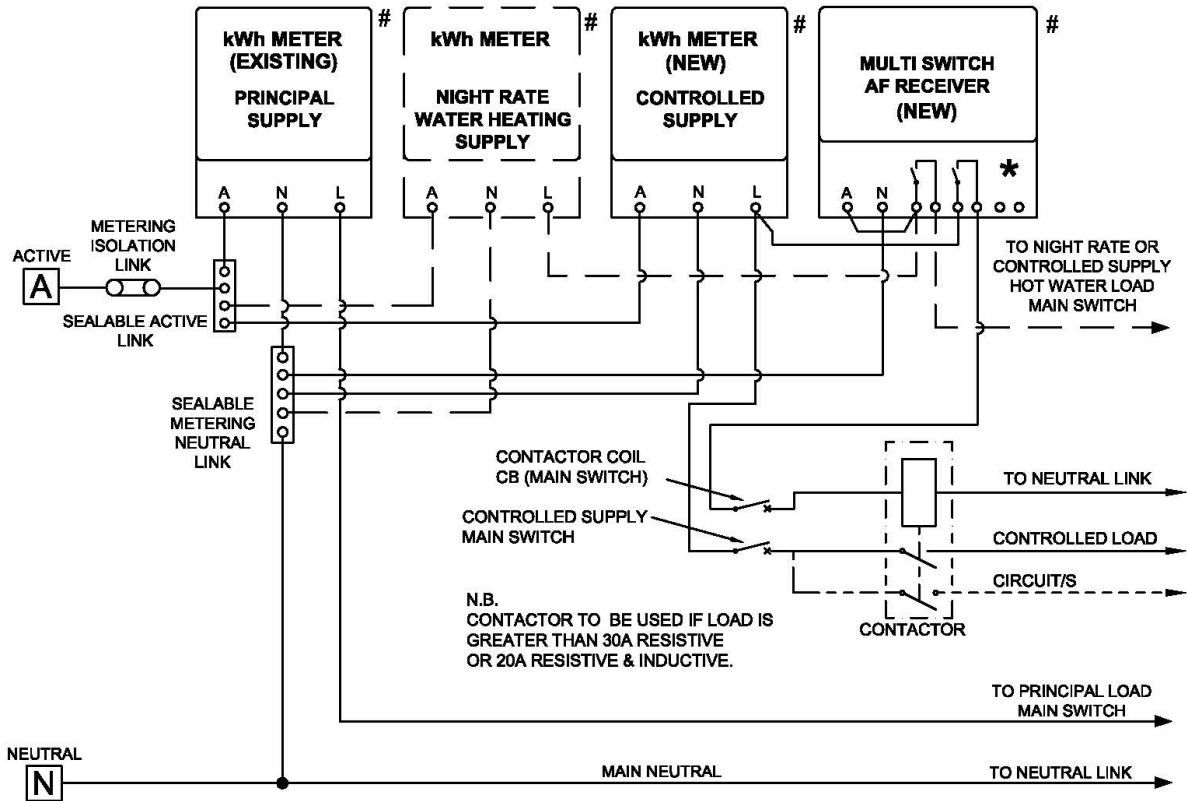 kWh METER
(EXISTING)
PRINCIPAL
SUPPLY
#
kWh METER
NIGHT RATE
WATER HEATING
SUPPLY
#
kWh METER
(NEW)
CONTROLLED
SUPPLY
#
MULTI SWITCH
AF RECEIVER
(NEW)
#
A N L
A N L
A N L
A N
*
METERING
ISOLATION
LINK
ACTIVE
A
SEALABLE ACTIVE
LINK
TO NIGHT RATE OR
CONTROLLED SUPPLY
HOT WATER LOAD
MAIN SWITCH
SEALABLE
METERING
NEUTRAL
LINK
CONTACTOR COIL
CB (MAIN SWITCH)
CONTROLLED SUPPLY
MAIN SWITCH
TO NEUTRAL LINK
CONTROLLED LOAD
CIRCUIT/S
CONTACTOR
N.B.
CONTACTOR TO BE USED IF LOAD IS
GREATER THAN 30A RESISTIVE
OR 20A RESISTIVE & INDUCTIVE.
TO PRINCIPAL LOAD
MAIN SWITCH
NEUTRAL
N
MAIN NEUTRAL
TO NEUTRAL LINK